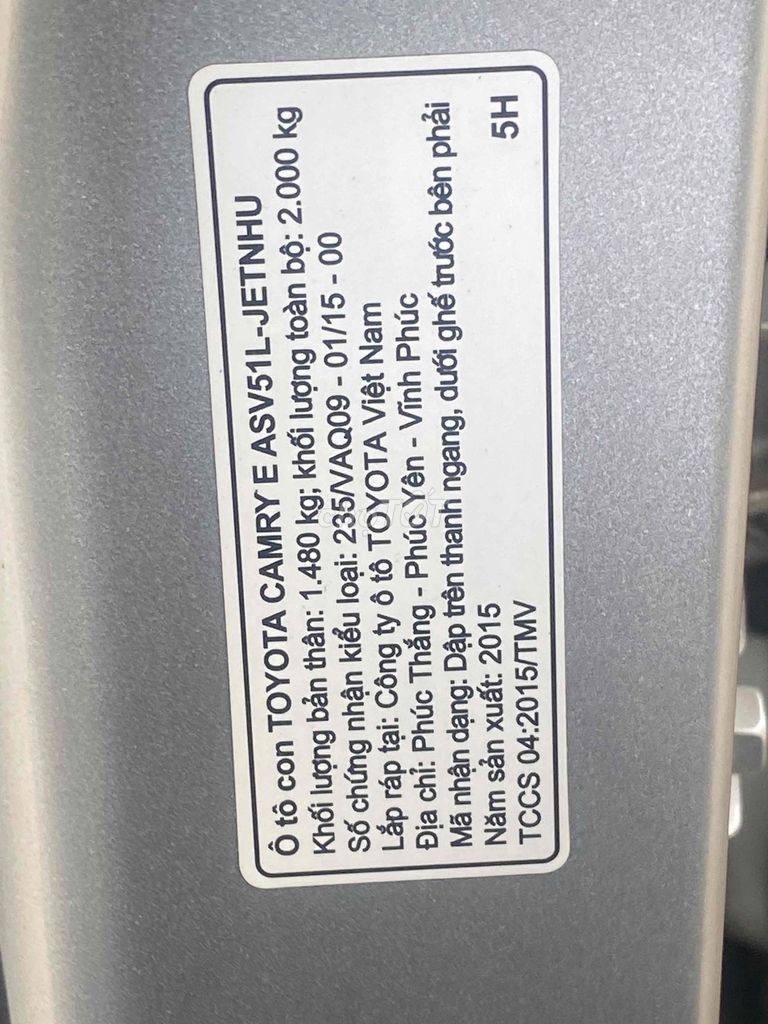 Ô tô con TOYOTA CAMRY E ASV51L-JETNHU
Khối lượng bản thân: 1.480 kg; khối lượng toàn bộ: 2.000 kg
Số chứng nhận kiểu loại: 235/VAQ09 - 01/15 - 00
Lắp ráp tại: Công ty ô tô TOYOTA Việt Nam
Địa chỉ: Phúc Thắng - Phúc Yên - Vĩnh Phúc
Mã nhận dạng: Dập trên thanh ngang, dưới ghế trước bên phải
Năm sản xuất: 2015 5H
TCCS 04:2015/TMV